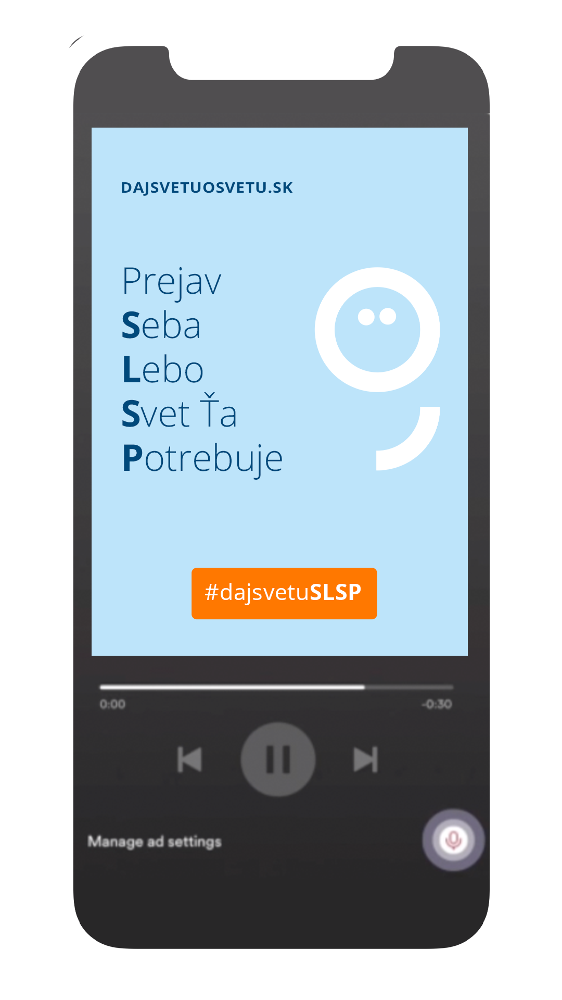 DAJSVETUOSVETU.SK
Prejav
Seba
Lebo
Svet Ťa
Potrebuje
#dajsvetuSLSP
0:00 -0:30
Manage ad settings